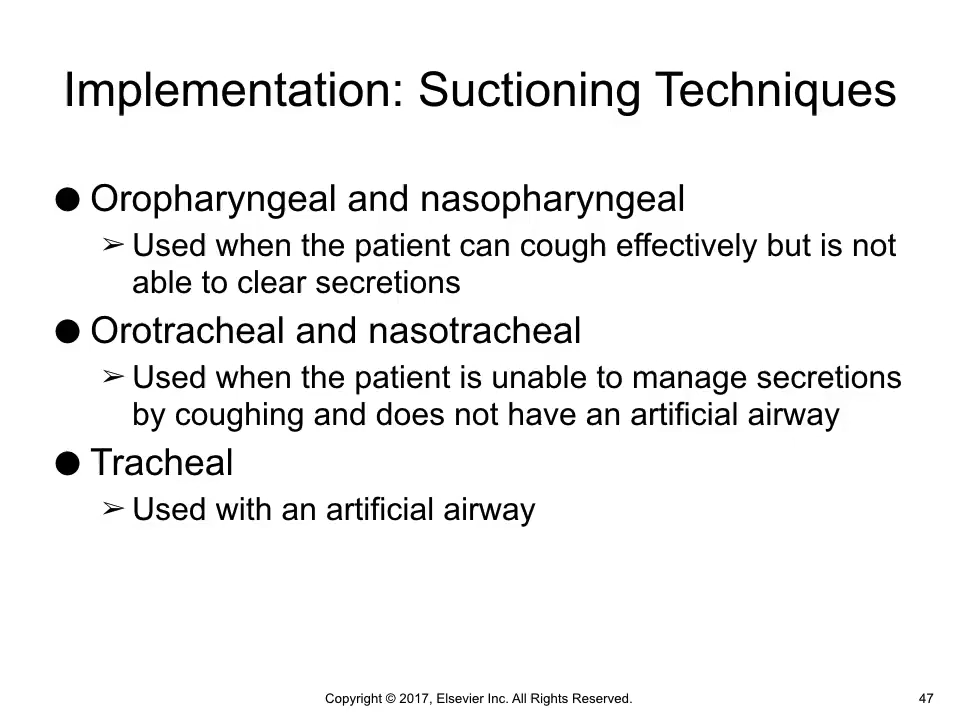 Implementation: Suctioning Techniques
● Oropharyngeal and nasopharyngeal
➢ Used when the patient can cough effectively but is not
able to clear secretions
● Orotracheal and nasotracheal
➢ Used when the patient is unable to manage secretions
by coughing and does not have an artificial airway
● Tracheal
➢ Used with an artificial airway
Copyright © 2017, Elsevier Inc. All Rights Reserved.
47